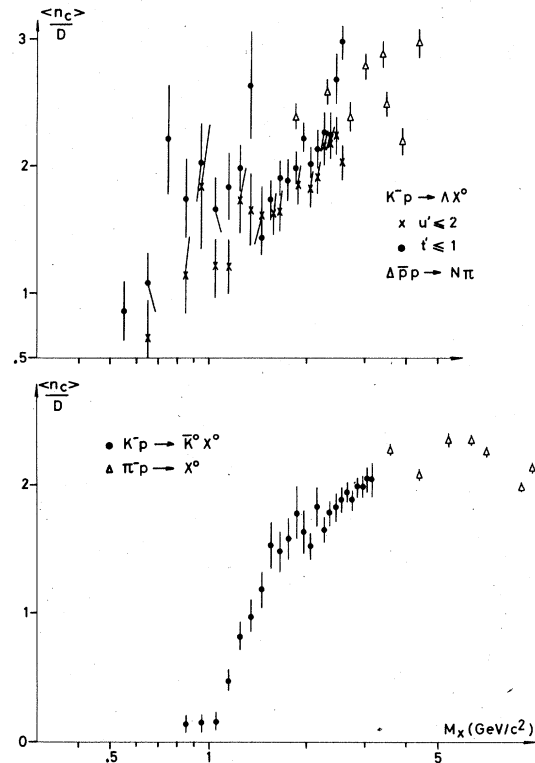 <n_c>
D
3
2
1
.5
K⁻p → ΛX⁰
x u' ⩽ 2
● t' ⩽ 1
Δ p̅p → Nπ
<n_c>
D
● K⁻p → K̅⁰X⁰
Δ π⁻p → X⁰
2
1
0
.5 1 5
M_x (GeV/c²)